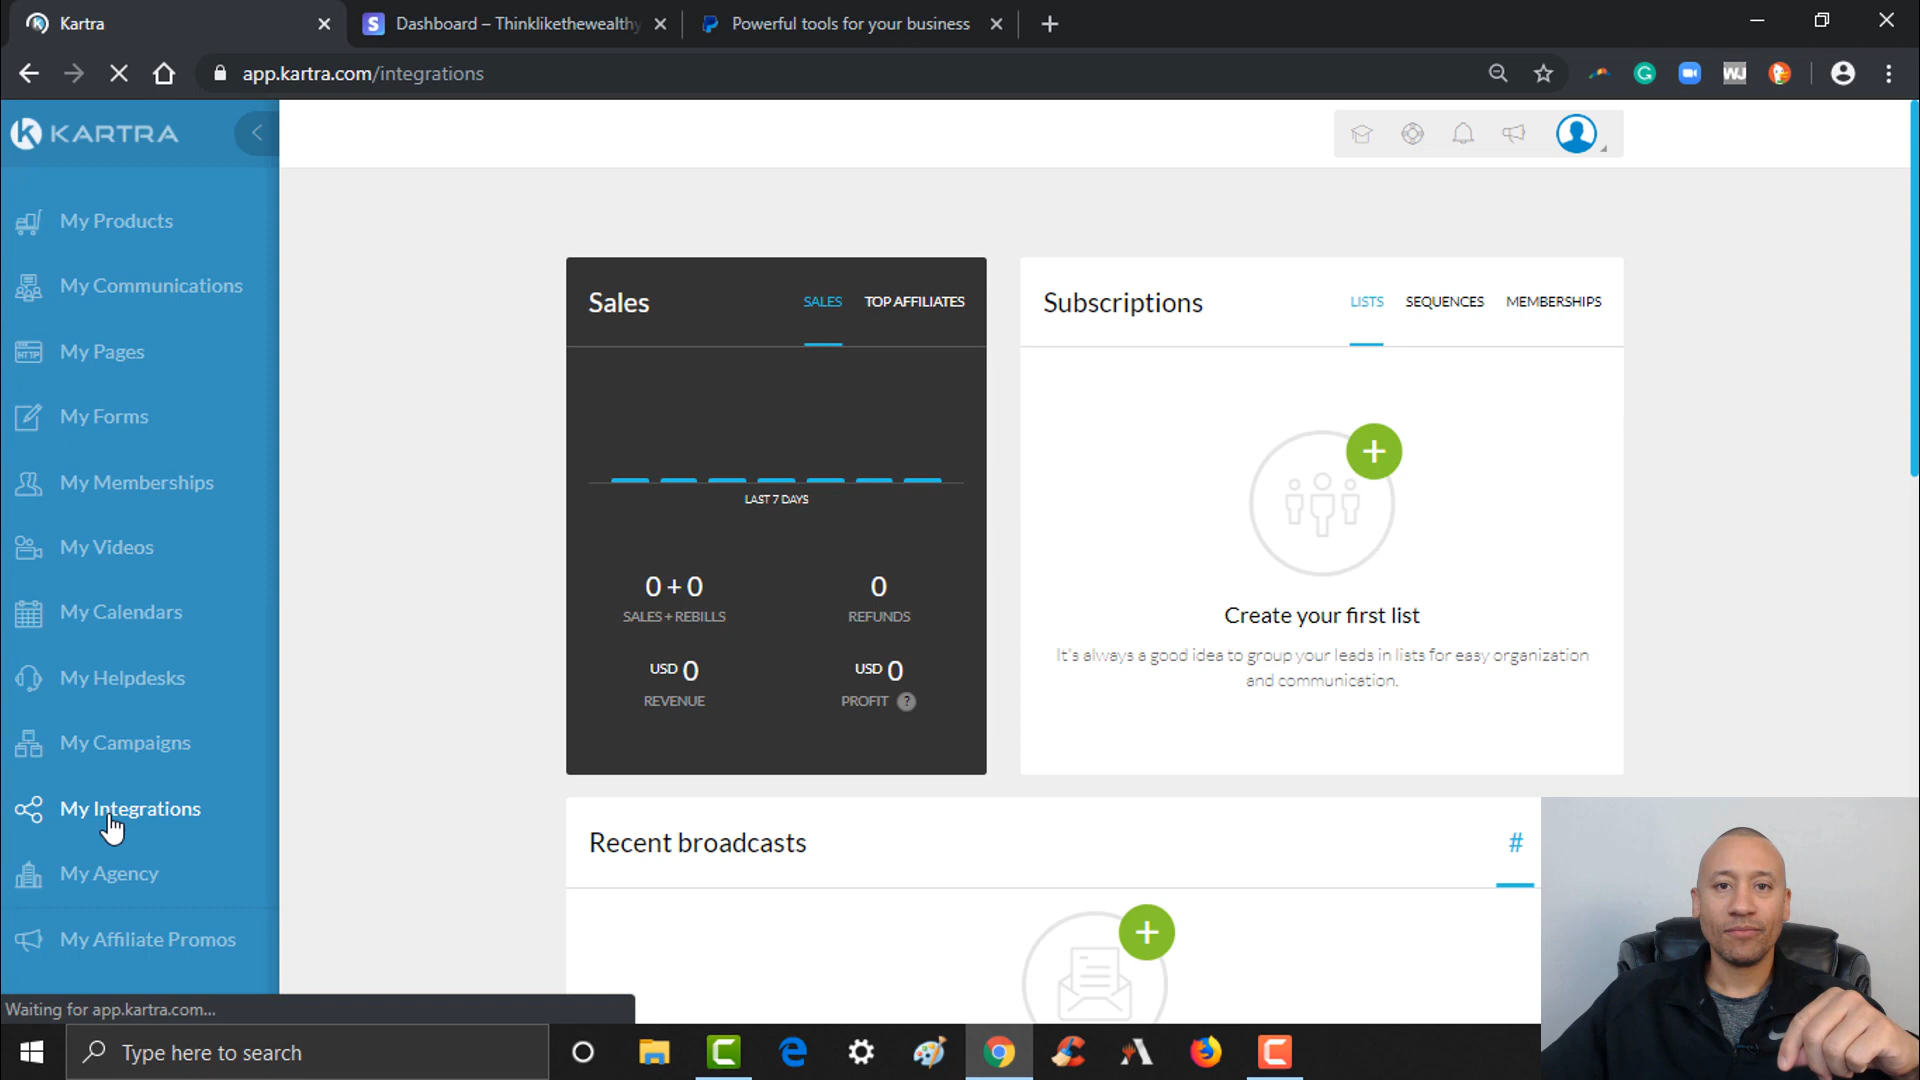 Kartra
Dashboard – Thinklikethewealthy
Powerful tools for your business
app.kartra.com/integrations
WJ
KARTRA
My Products
My Communications
My Pages
HTTP
My Forms
My Memberships
My Videos
My Calendars
My Helpdesks
My Campaigns
My Integrations
My Agency
My Affiliate Promos
Sales
SALES
TOP AFFILIATES
LAST 7 DAYS
0 + 0
SALES + REBILLS
0
REFUNDS
USD 0
REVENUE
USD 0
PROFIT ?
Subscriptions
LISTS
SEQUENCES
MEMBERSHIPS
Create your first list
It's always a good idea to group your leads in lists for easy organization
and communication.
Recent broadcasts
#
Waiting for app.kartra.com...
Type here to search